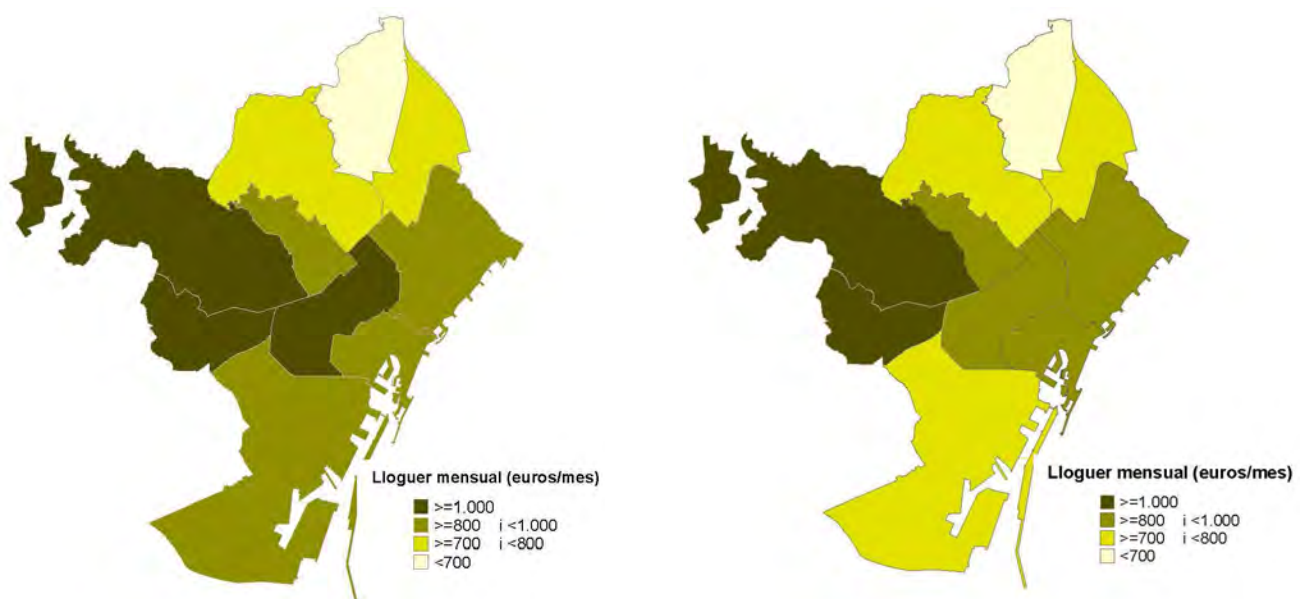 Lloguer mensual (euros/mes)
>=1.000
>=800 i <1.000
>=700 i <800
<700
Lloguer mensual (euros/mes)
>=1.000
>=800 i <1.000
>=700 i <800
<700